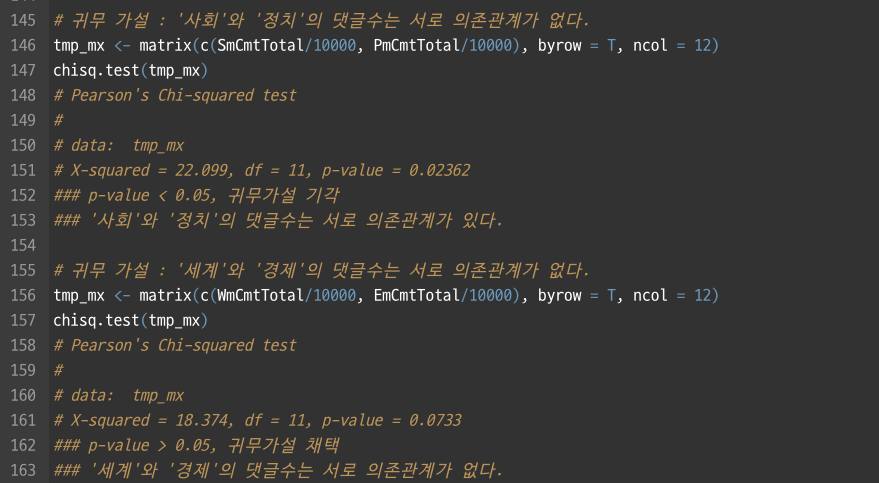 145 # 귀무 가설 : '사회'와 '정치'의 댓글수는 서로 의존관계가 없다.
146 tmp_mx <- matrix(c(SmCmtTotal/10000, PmCmtTotal/10000), byrow = T, ncol = 12)
147 chisq.test(tmp_mx)
148 # Pearson's Chi-squared test
149 #
150 # data:  tmp_mx
151 # X-squared = 22.099, df = 11, p-value = 0.02362
152 ### p-value < 0.05, 귀무가설 기각
153 ### '사회'와 '정치'의 댓글수는 서로 의존관계가 있다.
154
155 # 귀무 가설 : '세계'와 '경제'의 댓글수는 서로 의존관계가 없다.
156 tmp_mx <- matrix(c(WmCmtTotal/10000, EmCmtTotal/10000), byrow = T, ncol = 12)
157 chisq.test(tmp_mx)
158 # Pearson's Chi-squared test
159 #
160 # data:  tmp_mx
161 # X-squared = 18.374, df = 11, p-value = 0.0733
162 ### p-value > 0.05, 귀무가설 채택
163 ### '세계'와 '경제'의 댓글수는 서로 의존관계가 없다.